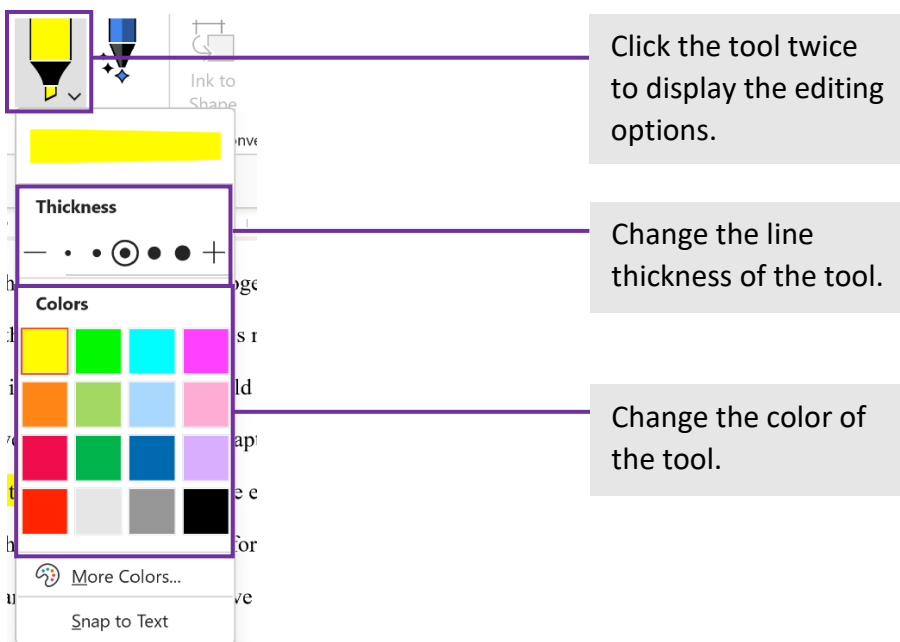 Ink to
Shape
Click the tool twice
to display the editing
options.
Thickness
Change the line
thickness of the tool.
Colors
Change the color of
the tool.
More Colors...
Snap to Text